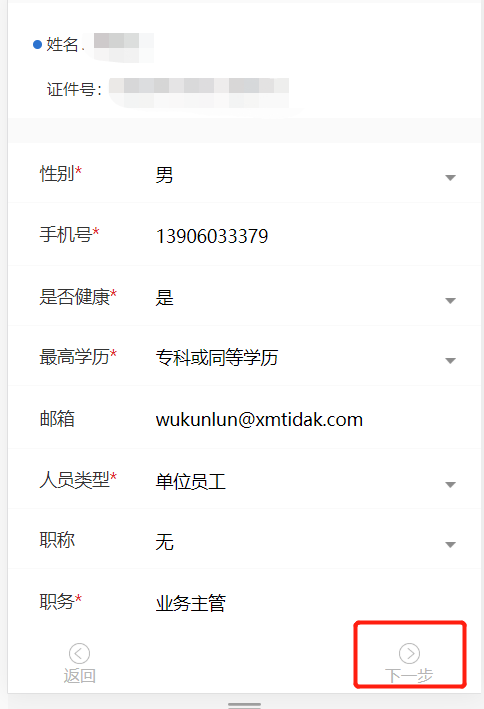 姓名
证件号：
性别* 男
手机号* 13906033379
是否健康* 是
最高学历* 专科或同等学历
邮箱 wukunlun@xmtidak.com
人员类型* 单位员工
职称 无
职务* 业务主管
返回 下一步